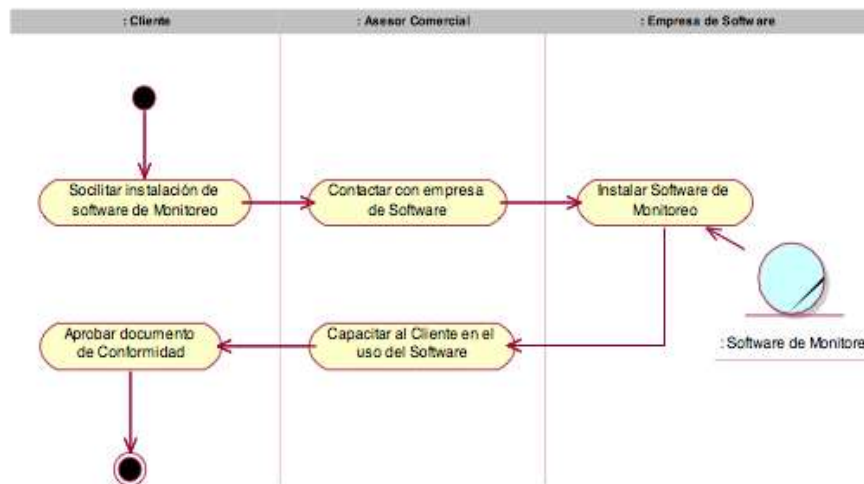 : Cliente
: Asesor Comercial
: Empresa de Software
Socilitar instalación de
software de Monitoreo
Contactar con empresa
de Software
Instalar Software de
Monitoreo
: Software de Monitore
Aprobar documento
de Conformidad
Capacitar al Cliente en el
uso del Software